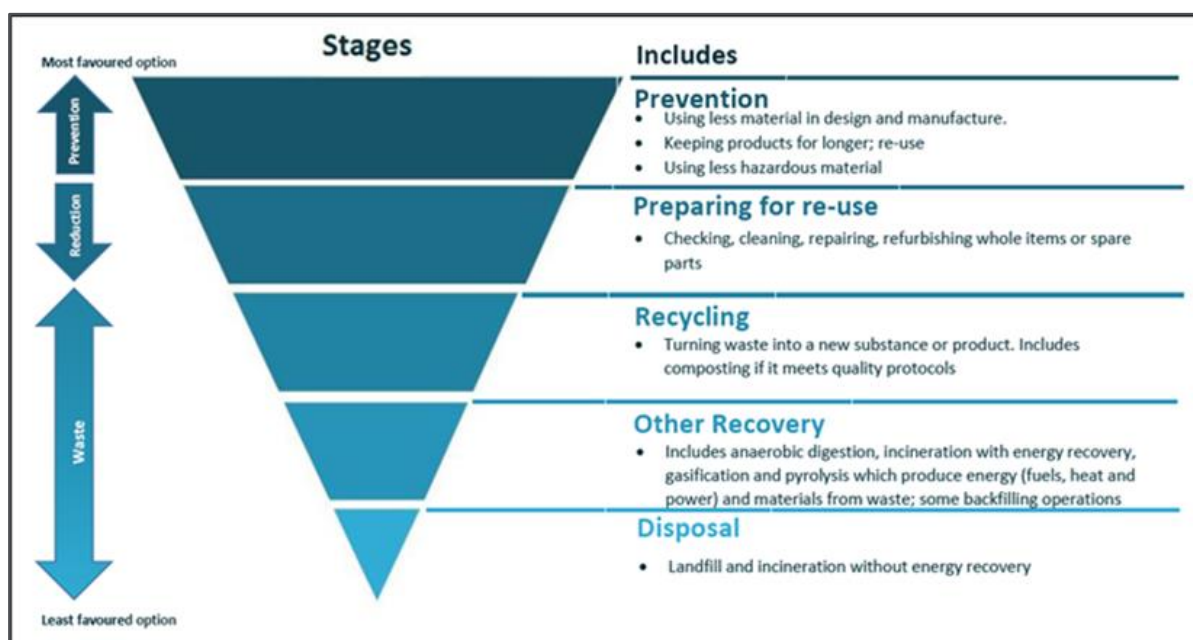 Stages
Includes
Most favoured option
Prevention
Reduction
Waste
Least favoured option
Prevention
• Using less material in design and manufacture.
• Keeping products for longer; re-use
• Using less hazardous material
Preparing for re-use
• Checking, cleaning, repairing, refurbishing whole items or spare
parts
Recycling
• Turning waste into a new substance or product. Includes
composting if it meets quality protocols
Other Recovery
• Includes anaerobic digestion, incineration with energy recovery,
gasification and pyrolysis which produce energy (fuels, heat and
power) and materials from waste; some backfilling operations
Disposal
• Landfill and incineration without energy recovery